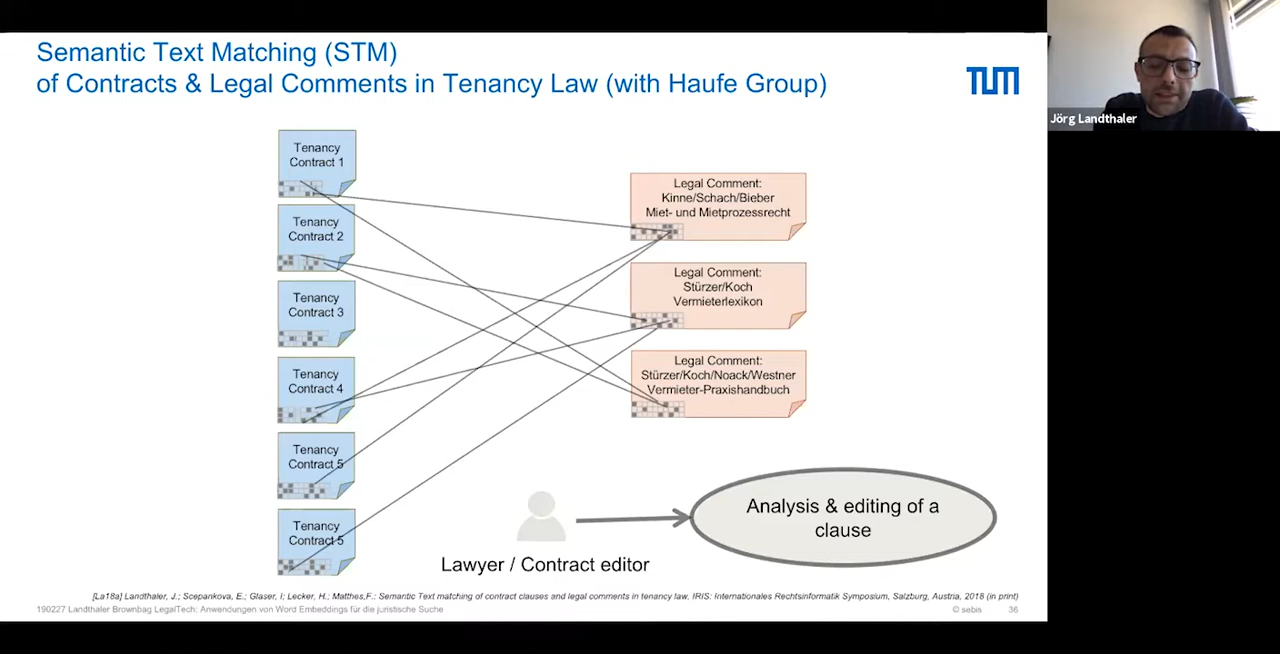 Semantic Text Matching (STM)
of Contracts & Legal Comments in Tenancy Law (with Haufe Group)
TUM
Jörg Landthaler
Tenancy
Contract 1
Tenancy
Contract 2
Tenancy
Contract 3
Tenancy
Contract 4
Tenancy
Contract 5
Tenancy
Contract 5
Legal Comment:
Kinne/Schach/Bieber
Miet- und Mietprozessrecht
Legal Comment:
Stürzer/Koch
Vermieterlexikon
Legal Comment:
Stürzer/Koch/Noack/Westner
Vermieter-Praxishandbuch
Analysis & editing of a
clause
Lawyer / Contract editor
[La18a] Landthaler, J.; Scepankova, E.; Glaser, I; Lecker, H.; Matthes,F.: Semantic Text matching of contract clauses and legal comments in tenancy law, IRIS: Internationales Rechtsinformatik Symposium, Salzburg, Austria, 2018 (in print)
190227 Landthaler Brownbag LegalTech: Anwendungen von Word Embeddings für die juristische Suche
© sebis
36